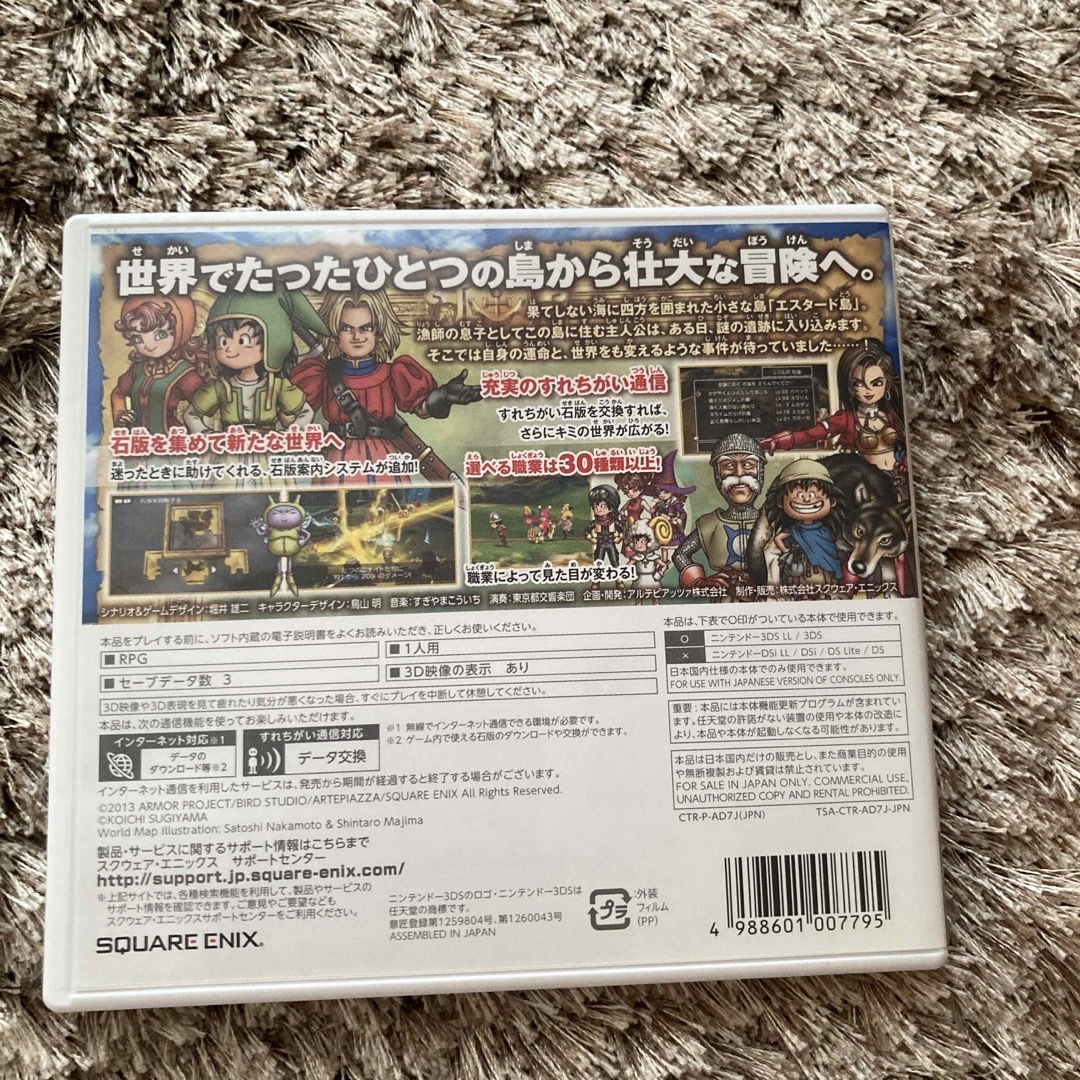 世界でたったひとつの島から壮大な冒険へ。
果てしない海に四方を囲まれた小さな島「エスタード島」。
漁師の息子としてこの島に住む主人公は、ある日、謎の遺跡に入り込みます。
そこでは自身の運命と、世界をも変えるような事件が待っていました……！
充実のすれちがい通信
すれちがい石版を交換すれば、
さらにキミの世界が広がる!
石版を集めて新たな世界へ
迷ったときに助けてくれる、石版案内システムが追加!
選べる職業は30種類以上!
職業によって見た目が変わる!
シナリオ&ゲームデザイン:堀井 雄二 キャラクターデザイン:鳥山 明 音楽:すぎやまこういち 演奏:東京都交響楽団 企画・開発:アルテピアッツァ株式会社 制作・販売:株式会社スクウェア・エニックス
本品をプレイする前に、ソフト内蔵の電子説明書をよくお読みいただき、正しくお使いください。
■RPG
■1人用
■セーブデータ数 3
■3D映像の表示 あり
3D映像や3D表現を見て疲れたり気分が悪くなった場合、すぐにプレイを中断して休憩してください。
本品は、次の通信機能を使ってお楽しみいただけます。
インターネット対応※1
データの
ダウンロード等※2
すれちがい通信対応
データ交換
※1 無線でインターネット通信できる環境が必要です。
※2 ゲーム内で使える石版のダウンロードや交換ができます。
インターネット通信を利用したサービスは、発売から期間が経過すると終了する場合がございます。
©2013 ARMOR PROJECT/BIRD STUDIO/ARTEPIAZZA/SQUARE ENIX All Rights Reserved.
©KOICHI SUGIYAMA
World Map Illustration: Satoshi Nakamoto & Shintaro Majima
製品・サービスに関するサポート情報はこちらまで
スクウェア・エニックス サポートセンター
http://support.jp.square-enix.com/
※上記サイトでは、各種検索機能を利用して、製品やサービスの
サポート情報を確認できます。ご意見やご要望なども
スクウェア・エニックスサポートセンターをご利用ください。
SQUARE ENIX.
本品は、下表で○印がついている本体で使用できます。
○ ニンテンドー3DS LL / 3DS
× ニンテンドーDSi LL / DSi / DS Lite / DS
日本国内仕様の本体でのみ使用できます。
FOR USE WITH JAPANESE VERSION OF CONSOLES ONLY.
重要:本品には本体機能更新プログラムが含まれていま
す。任天堂の許諾がない装置の使用や本体の改造によ
り、本品や本体が起動しなくなる可能性があります。
本品は日本国内だけの販売とし、また商業目的の使用
や無断複製および賃貸は禁止します。
FOR SALE IN JAPAN ONLY. COMMERCIAL USE,
UNAUTHORIZED COPY AND RENTAL PROHIBITED.
CTR-P-AD7J(JPN)
TSA-CTR-AD7J-JPN
ニンテンドー3DSのロゴ・ニンテンドー3DSは
任天堂の商標です。
意匠登録第1259804号、第1260043号
ASSEMBLED IN JAPAN
プラ
:外装
フィルム
(PP)
4 988601 007795